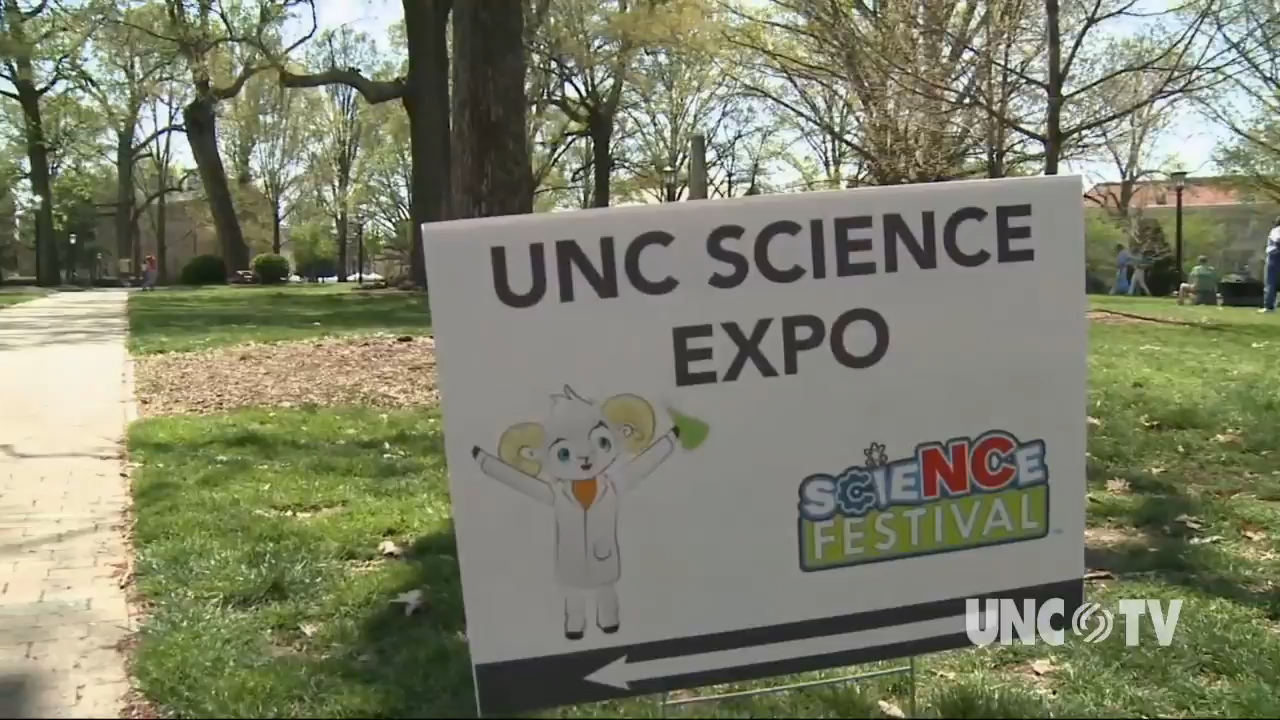 UNC SCIENCE
EXPO
SCIENCE
FESTIVAL
UNC TV